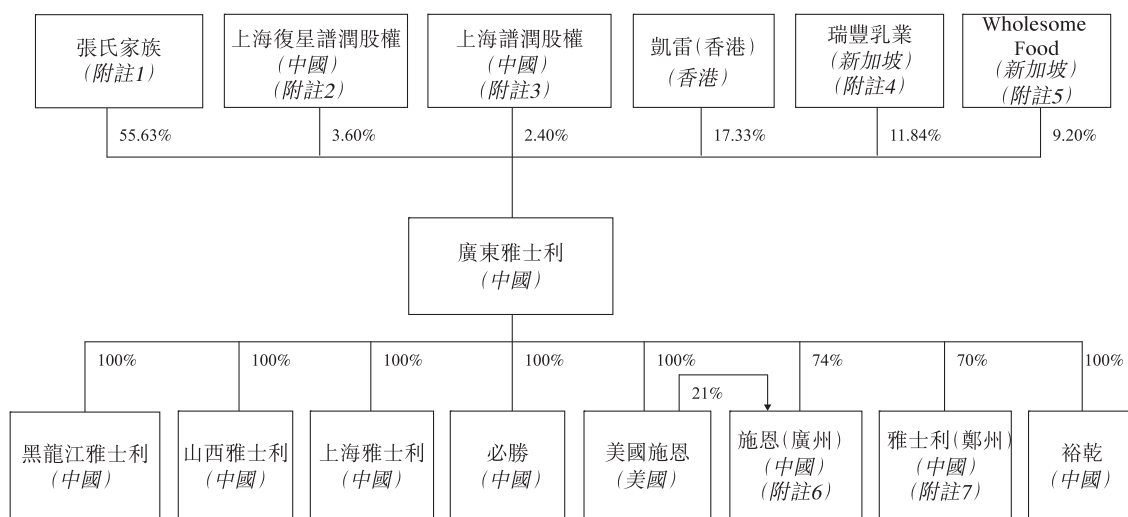 張氏家族
(附註1)
上海復星譜潤股權
(中國)
(附註2)
上海譜潤股權
(中國)
(附註3)
凱雷(香港)
(香港)
瑞豐乳業
(新加坡)
(附註4)
Wholesome
Food
(新加坡)
(附註5)
55.63%
3.60%
2.40%
17.33%
11.84%
9.20%
廣東雅士利
(中國)
100%
100%
100%
100%
100%
74%
70%
100%
21%
黑龍江雅士利
(中國)
山西雅士利
(中國)
上海雅士利
(中國)
必勝
(中國)
美國施恩
(美國)
施恩(廣州)
(中國)
(附註6)
雅士利(鄭州)
(中國)
(附註7)
裕乾
(中國)